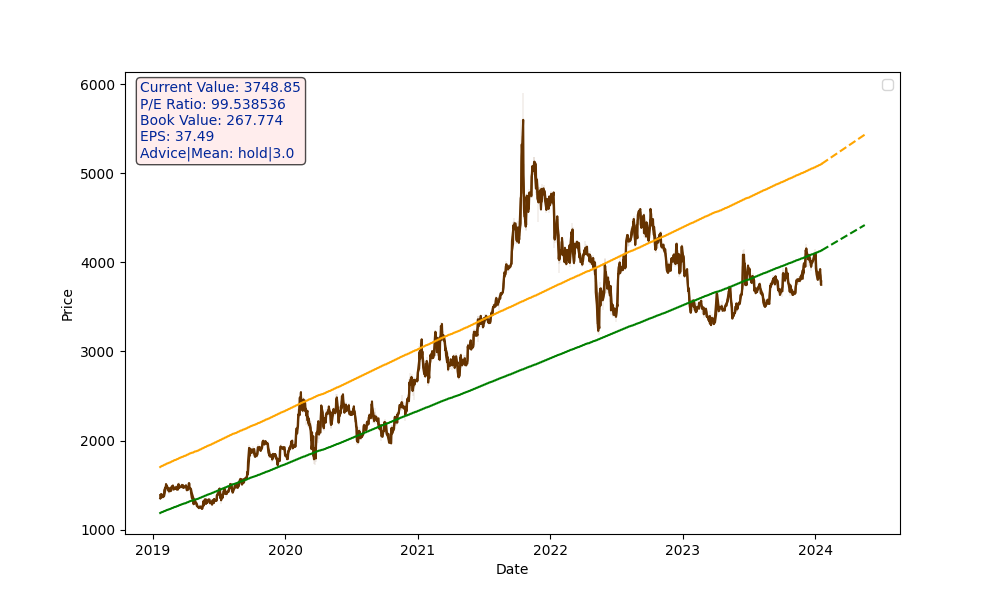 Current Value: 3748.85
P/E Ratio: 99.538536
Book Value: 267.774
EPS: 37.49
Advice|Mean: hold|3.0
6000
5000
4000
3000
2000
1000
Price
2019 2020 2021 2022 2023 2024
Date